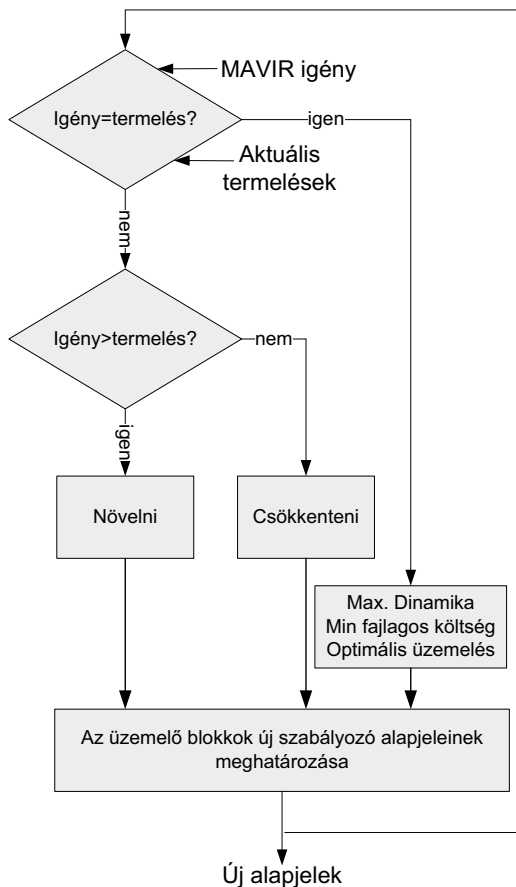 MAVIR igény
Igény=termelés?
igen
Aktuális
termelések
nem
Igény>termelés?
nem
igen
Növelni
Csökkenteni
Max. Dinamika
Min fajlagos költség
Optimális üzemelés
Az üzemelő blokkok új szabályozó alapjeleinek
meghatározása
Új alapjelek